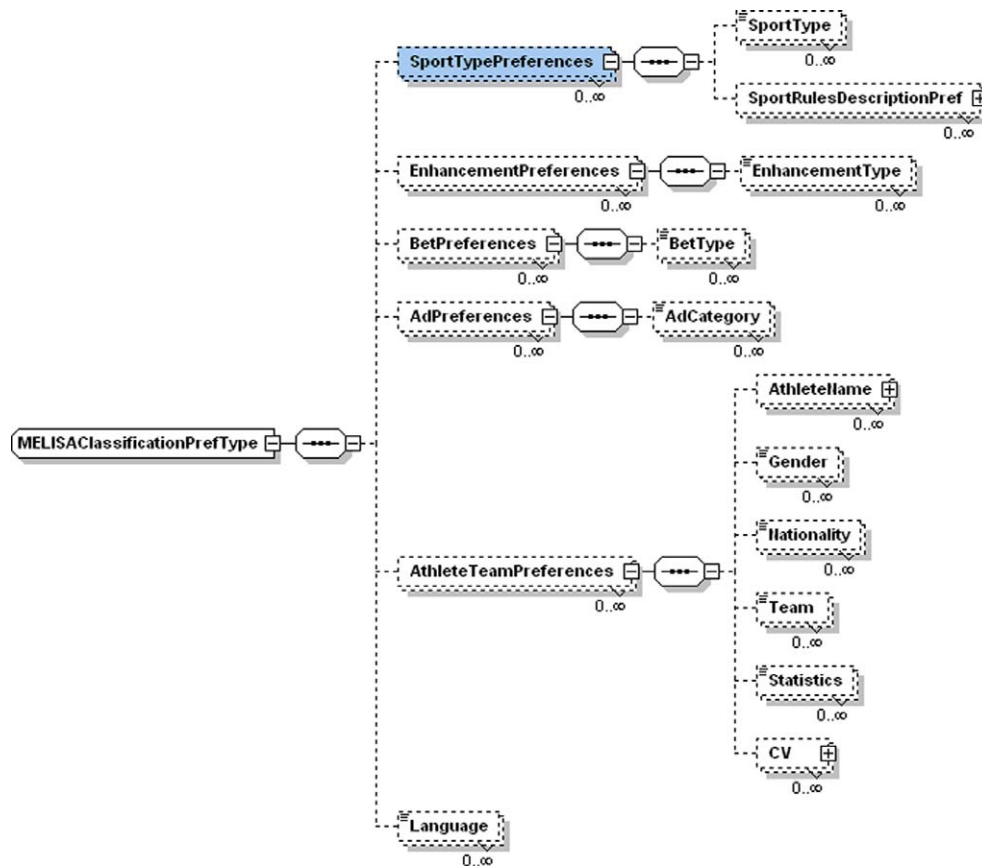 SportType
0..∞
SportTypePreferences
0..∞
SportRulesDescriptionPref
0..∞
EnhancementPreferences
0..∞
EnhancementType
0..∞
BetPreferences
0..∞
BetType
0..∞
AdPreferences
0..∞
AdCategory
0..∞
MELISAClassificationPrefType
AthleteTeamPreferences
0..∞
AthleteName
0..∞
Gender
0..∞
Nationality
0..∞
Team
0..∞
Statistics
0..∞
CV
0..∞
Language
0..∞